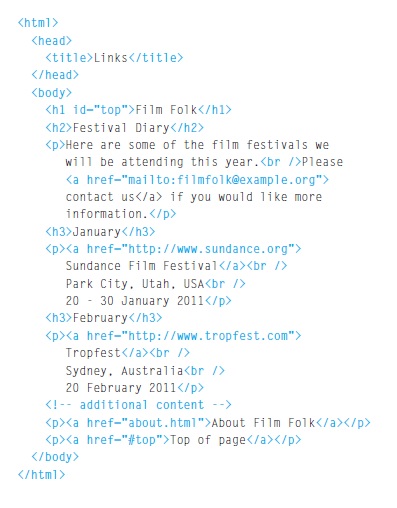 <html>
<head>
<title>Links</title>
</head>
<body>
<h1 id="top">Film Folk</h1>
<h2>Festival Diary</h2>
<p>Here are some of the film festivals we
will be attending this year.<br />Please
<a href="mailto:filmfolk@example.org">
contact us</a> if you would like more
information.</p>
<h3>January</h3>
<p><a href="http://www.sundance.org">
Sundance Film Festival</a><br />
Park City, Utah, USA<br />
20 - 30 January 2011</p>
<h3>February</h3>
<p><a href="http://www.tropfest.com">
Tropfest</a><br />
Sydney, Australia<br />
20 February 2011</p>
<!-- additional content -->
<p><a href="about.html">About Film Folk</a></p>
<p><a href="#top">Top of page</a></p>
</body>
</html>